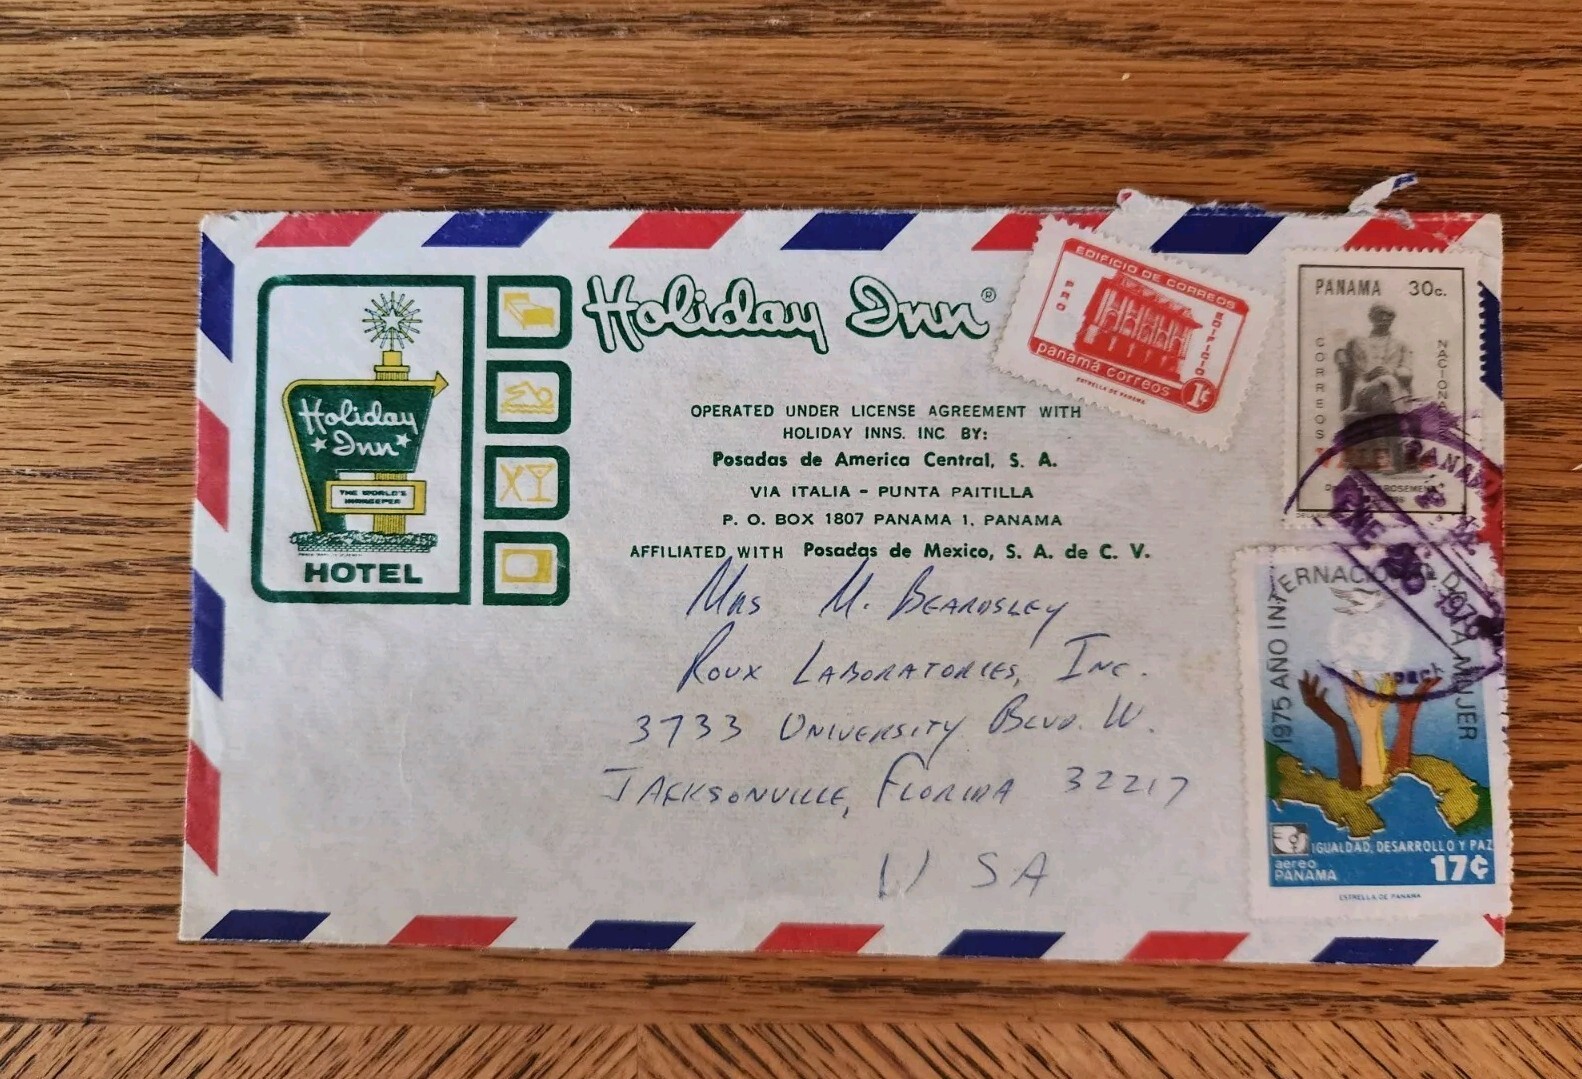 Holiday Inn
THE WORLD'S
INNKEEPER
HOTEL
Holiday Inn®
OPERATED UNDER LICENSE AGREEMENT WITH
HOLIDAY INNS. INC BY:
Posadas de America Central, S. A.
VIA ITALIA - PUNTA PAITILLA
P. O. BOX 1807 PANAMA 1, PANAMA
AFFILIATED WITH Posadas de Mexico, S. A. de C. V.
Mrs M. Beardsley
Roux Laboratories, Inc.
3733 University Blvd. W.
Jacksonville, Florida 32217
USA
EDIFICIO DE CORREOS
PRO
EDIFICIO
panamá correos 1¢
ESTRELLA DE PANAMA
PANAMA 30c.
CORREOS
PANAMA
ENE
1979
1975 AÑO INTERNACIONAL DE LA MUJER
IGUALDAD, DESARROLLO Y PAZ
aereo
PANAMA
17¢
ESTRELLA DE PANAMA